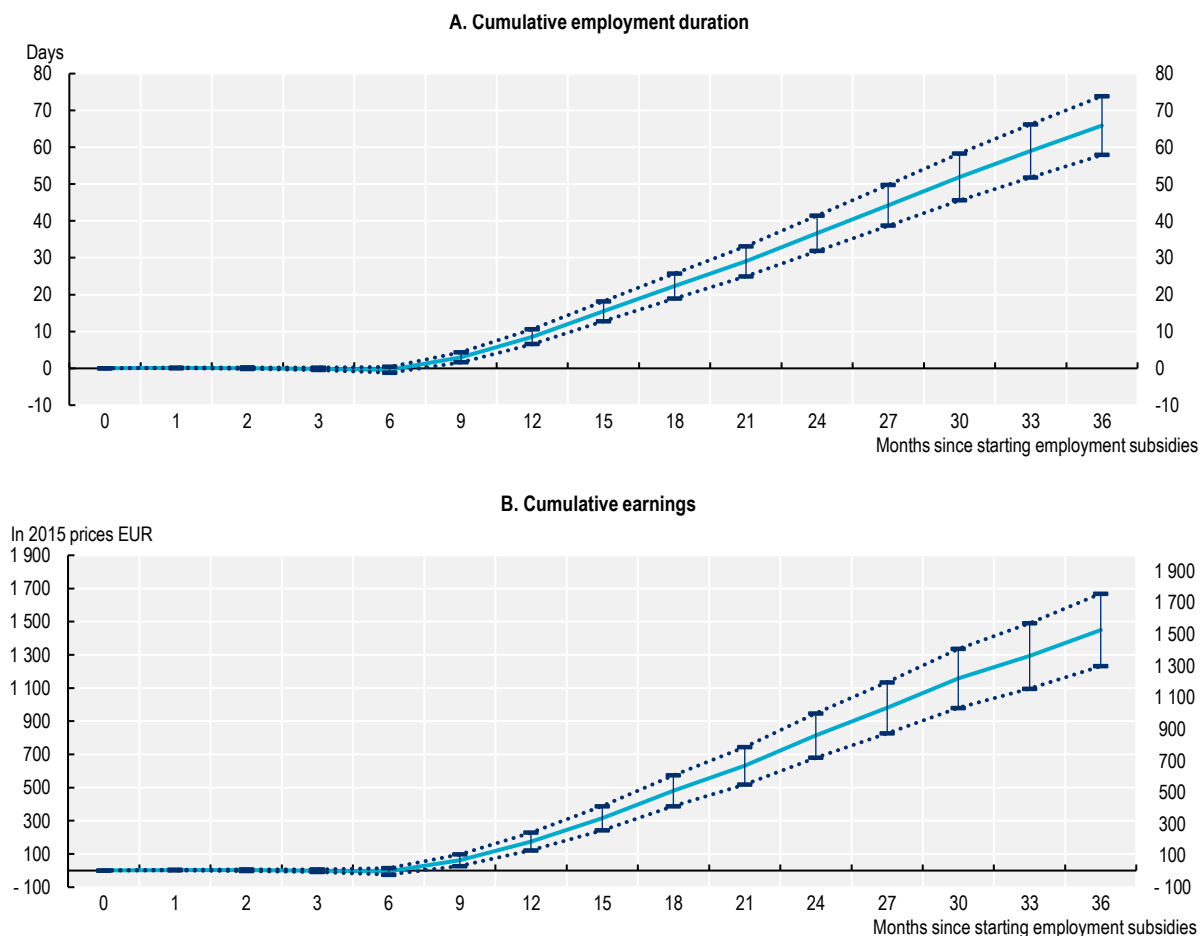 A. Cumulative employment duration
Days
80 80
70 70
60 60
50 50
40 40
30 30
20 20
10 10
0 0
-10 -10
0 1 2 3 6 9 12 15 18 21 24 27 30 33 36
Months since starting employment subsidies
B. Cumulative earnings
In 2015 prices EUR
1 900 1 900
1 700 1 700
1 500 1 500
1 300 1 300
1 100 1 100
900 900
700 700
500 500
300 300
100 100
- 100 - 100
0 1 2 3 6 9 12 15 18 21 24 27 30 33 36
Months since starting employment subsidies